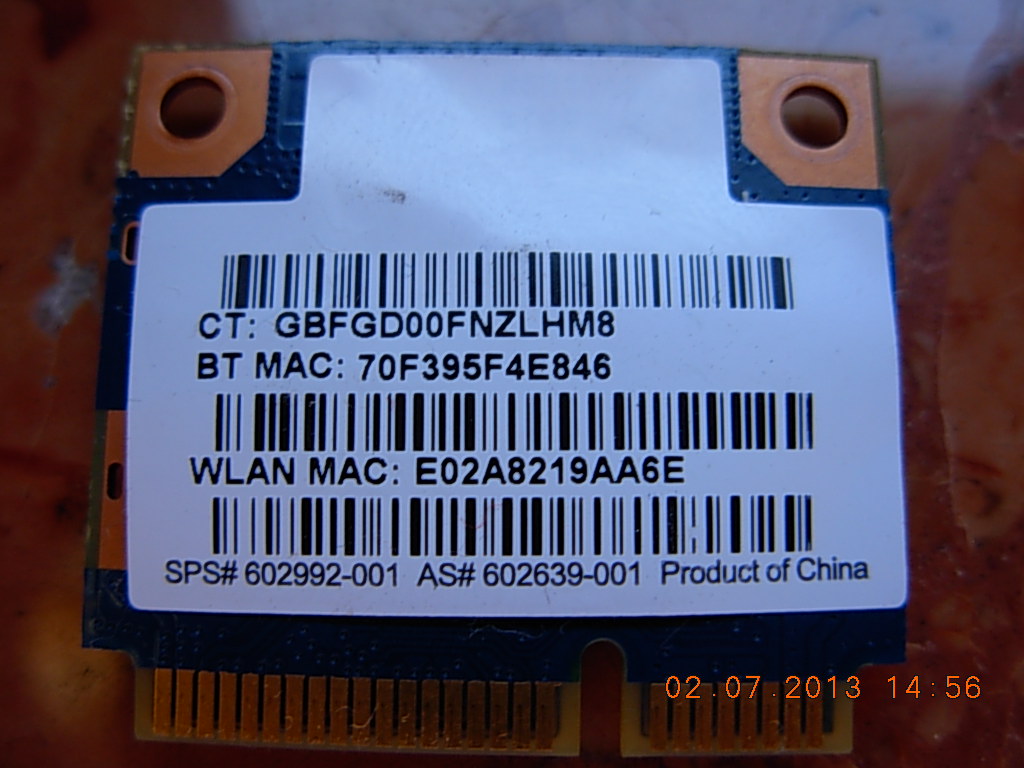 CT: GBFGD00FNZLHM8
BT MAC: 70F395F4E846
WLAN MAC: E02A8219AA6E
SPS# 602992-001 AS# 602639-001 Product of China
02.07.2013 14:56